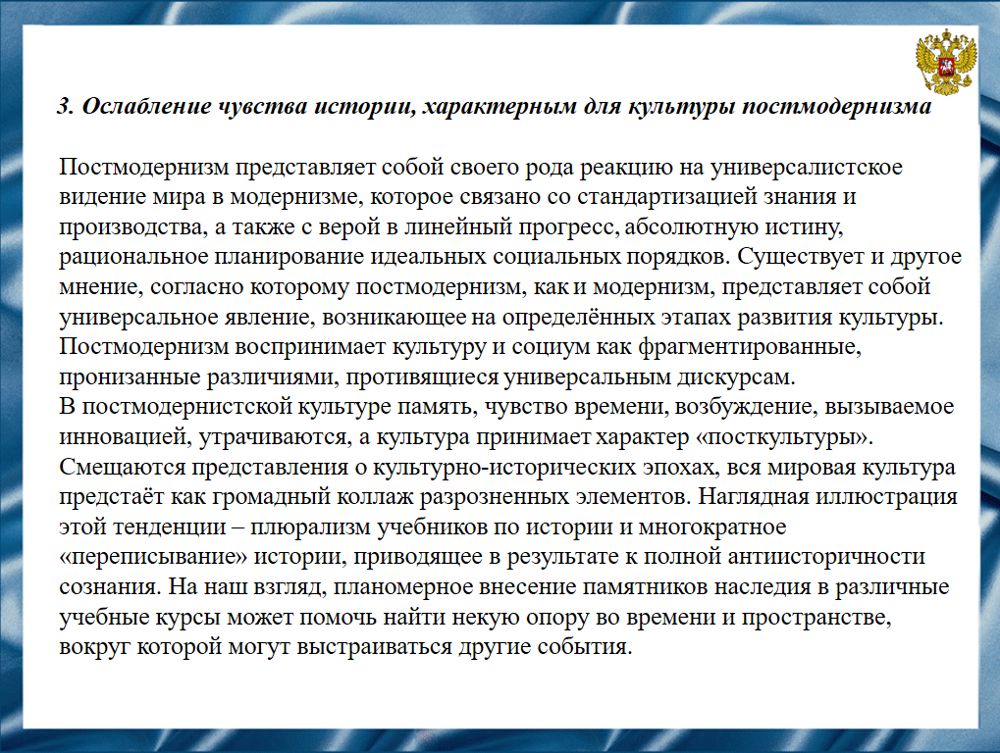 3. Ослабление чувства истории, характерным для культуры постмодернизма
Постмодернизм представляет собой своего рода реакцию на универсалистское
видение мира в модернизме, которое связано со стандартизацией знания и
производства, а также с верой в линейный прогресс, абсолютную истину,
рациональное планирование идеальных социальных порядков. Существует и другое
мнение, согласно которому постмодернизм, как и модернизм, представляет собой
универсальное явление, возникающее на определённых этапах развития культуры.
Постмодернизм воспринимает культуру и социум как фрагментированные,
пронизанные различиями, противящиеся универсальным дискурсам.
В постмодернистской культуре память, чувство времени, возбуждение, вызываемое
инновацией, утрачиваются, а культура принимает характер «посткультуры».
Смещаются представления о культурно-исторических эпохах, вся мировая культура
предстаёт как громадный коллаж разрозненных элементов. Наглядная иллюстрация
этой тенденции – плюрализм учебников по истории и многократное
«переписывание» истории, приводящее в результате к полной антиисторичности
сознания. На наш взгляд, планомерное внесение памятников наследия в различные
учебные курсы может помочь найти некую опору во времени и пространстве,
вокруг которой могут выстраиваться другие события.